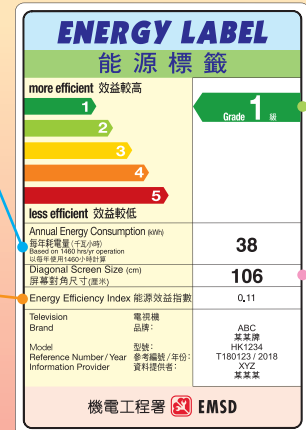 ENERGY LABEL
能源標籤
more efficient 效益較高
1
2
3
4
5
less efficient 效益較低
Grade 1 級
Annual Energy Consumption (kWh)
每年耗電量 (千瓦小時)
Based on 1460 hrs/yr operation
以每年使用1460小時計算
38
Diagonal Screen Size (cm)
屏幕對角尺寸 (厘米)
106
Energy Efficiency Index 能源效益指數
0.11
Television 電視機
Brand 品牌: ABC
某某牌
Model 型號: HK1234
Reference Number / Year 參考編號 / 年份: T180123 / 2018
Information Provider 資料提供者: XYZ
某某某
機電工程署 EMSD